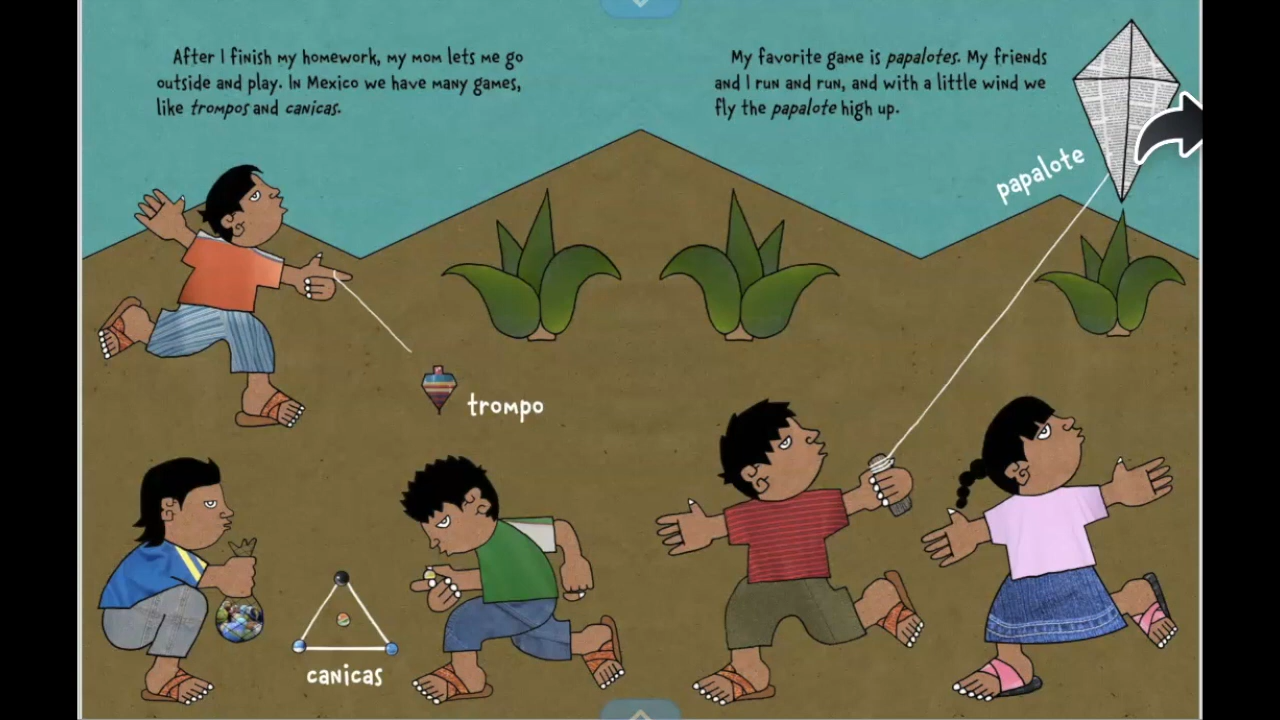 After I finish my homework, my mom lets me go
outside and play. In Mexico we have many games,
like trompos and canicas.
My favorite game is papalotes. My friends
and I run and run, and with a little wind we
fly the papalote high up.
papalote
trompo
canicas